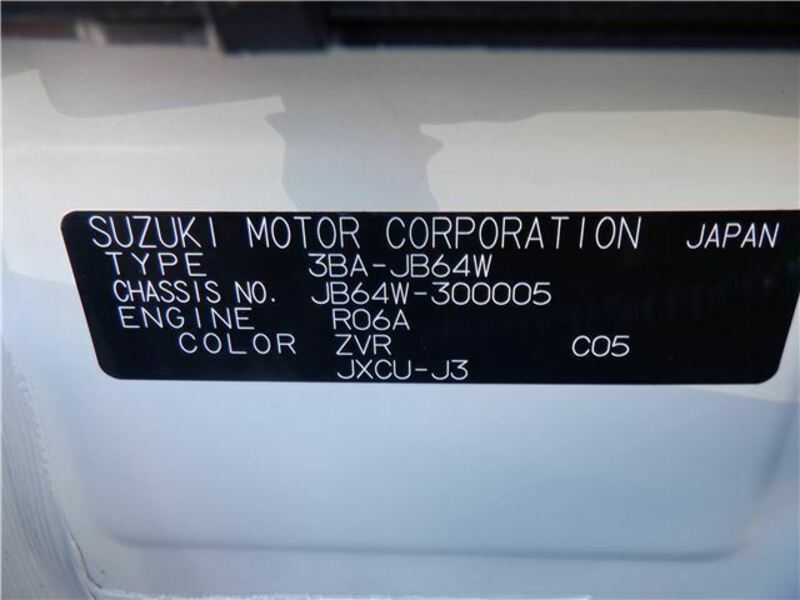 SUZUKI MOTOR CORPORATION JAPAN
TYPE 3BA-JB64W
CHASSIS NO. JB64W-300005
ENGINE R06A
COLOR ZVR C05
JXCU-J3